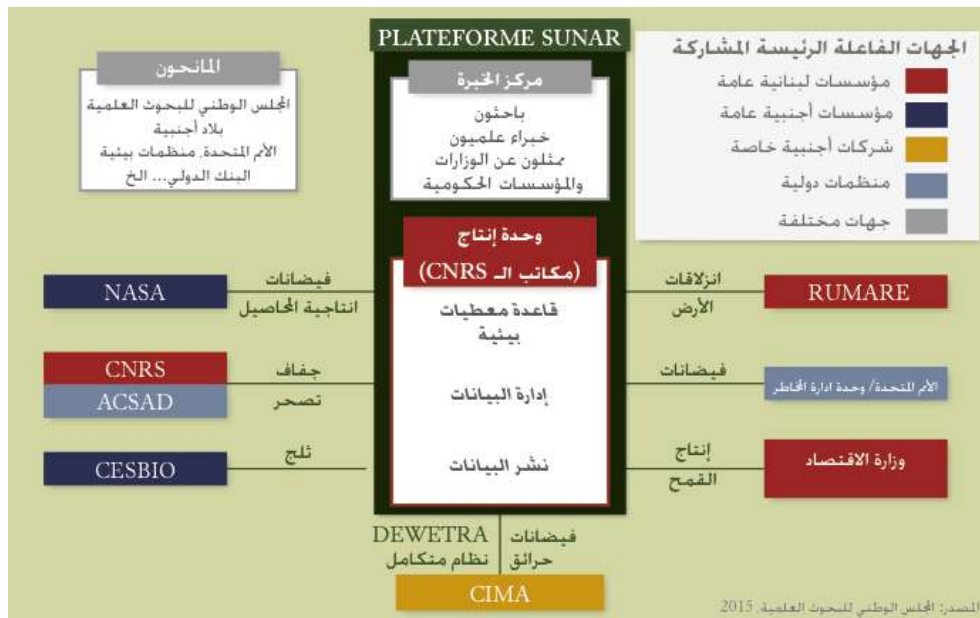 PLATEFORME SUNAR
الجهات الفاعلة الرئيسة المشاركة
مؤسسات لبنانية عامة
مؤسسات أجنبية عامة
شركات أجنبية خاصة
منظمات دولية
جهات مختلفة
مركز الخبرة
باحثون
خبراء علميون
ممثلون عن الوزارات
والمؤسسات الحكومية
المانحون
المجلس الوطني للبحوث العلمية
بلاد أجنبية
الأمم المتحدة، منظمات بيئية
البنك الدولي... الخ
وحدة إنتاج
(مكاتب الـ CNRS)
قاعدة معطيات
بيئية
إدارة البيانات
نشر البيانات
RUMARE
انزلاقات
الأرض
الأمم المتحدة/ وحدة ادارة المخاطر
فيضانات
وزارة الاقتصاد
إنتاج
القمح
NASA
فيضانات
انتاجية المحاصيل
CNRS
ACSAD
جفاف
تصحر
CESBIO
ثلج
فيضانات
حرائق
DEWETRA
نظام متكامل
CIMA
المصدر: المجلس الوطني للبحوث العلمية، 2015